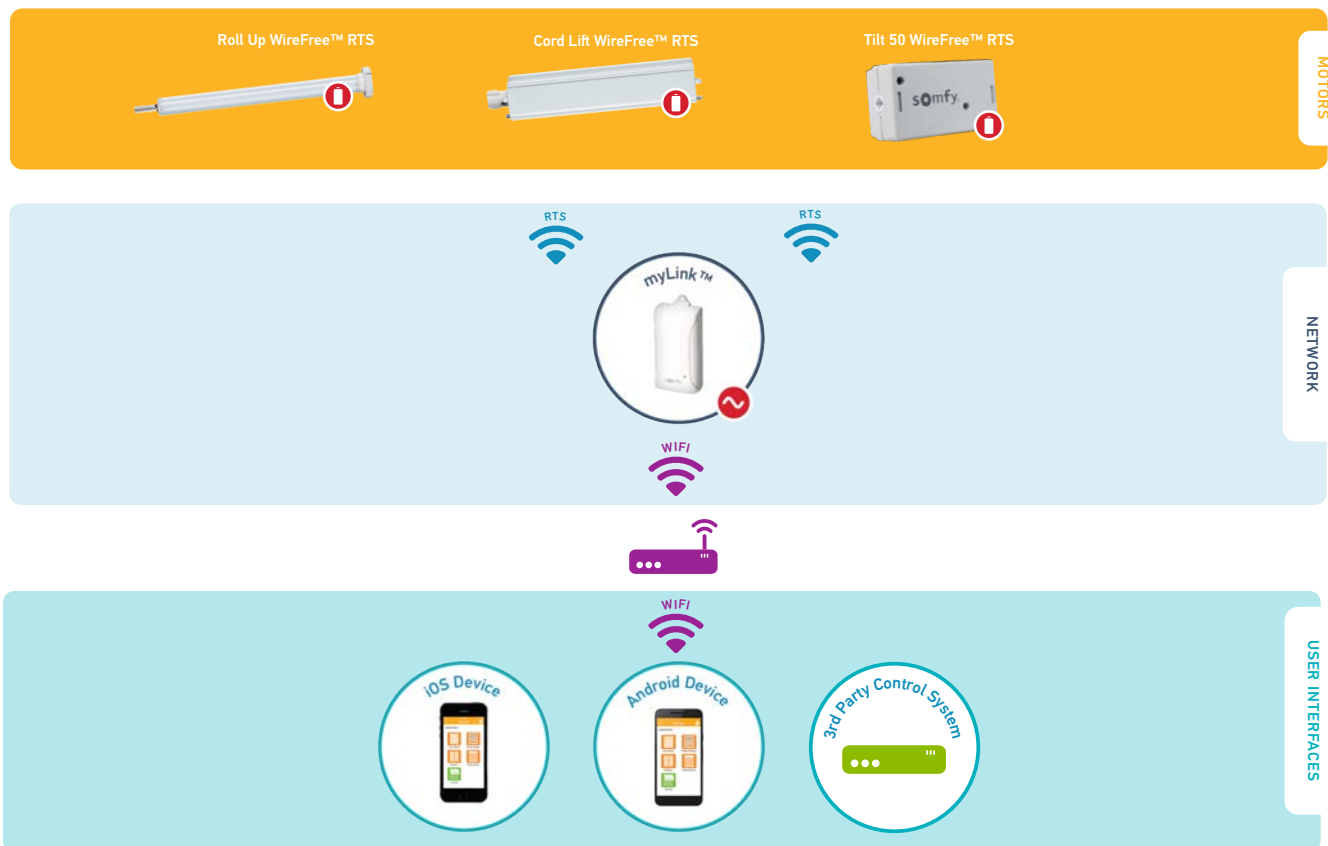 Roll Up WireFree™ RTS
Cord Lift WireFree™ RTS
Tilt 50 WireFree™ RTS
somfy.
MOTORS
RTS
RTS
myLink™
somfy
NETWORK
WIFI
WIFI
iOS Device
Android Device
3rd Party Control System
USER INTERFACES